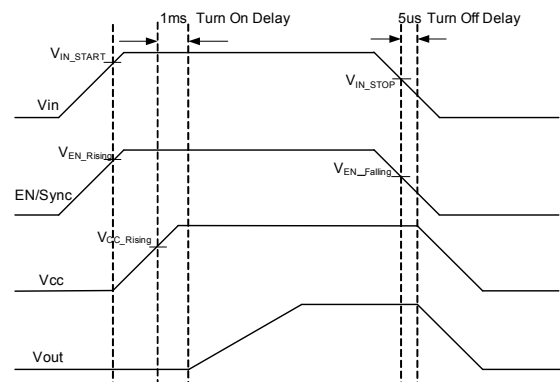 1ms Turn On Delay
5us Turn Off Delay
VIN_START
VIN_STOP
Vin
VEN_Rising
VEN_Falling
EN/Sync
VCC_Rising
Vcc
Vout